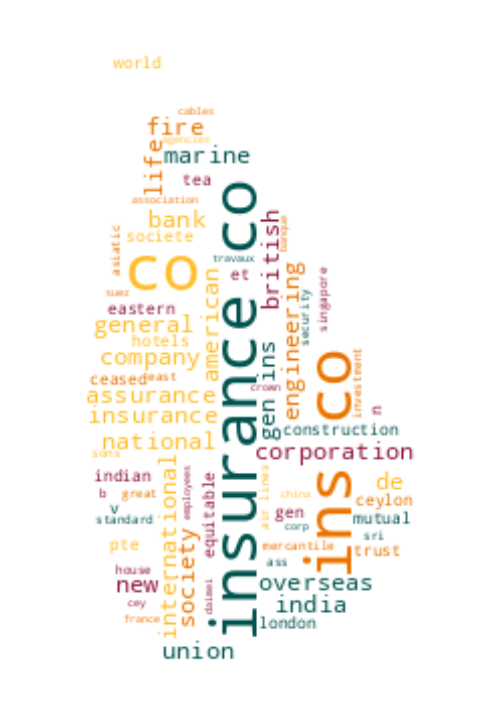 world
cables
fire
agencies
life
marine
tea
association
bank
societe
asiatic
co
travaux
et
british
banque
suez
eastern
general
hotels
american
company
ceased
east
assurance
insurance
national
sons
insurance co
engineering
security
singapore
gen ins
crown
co
investment
n
construction
corporation
indian
b
great
v
standard
pte
house
new
cey
france
international
society
employees
equitable
daimei
air lines
china
gen
corp
mercantile
ass
ins
de
ceylon
mutual
sri
trust
overseas
india
london
union